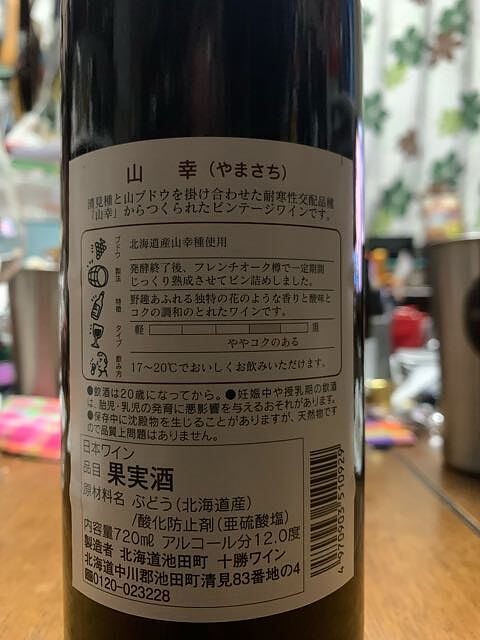 山 幸(やまさち)
清見種と山ブドウを掛け合わせた耐寒性交配品種
「山幸」からつくられたビンテージワインです。
ブドウ 北海道産山幸種使用
製法 発酵終了後、フレンチオーク樽で一定期間
じっくり熟成させてビン詰めしました。
特徴 野趣あふれる独特の花のような香りと酸味と
コクの調和のとれたワインです。
タイプ 軽 重
ややコクのある
飲み方 17〜20℃でおいしくお飲みいただけます。
●飲酒は20歳になってから。●妊娠中や授乳期の飲酒
は、胎児・乳児の発育に悪影響を与えるおそれがあります。
●保存中に沈殿物を生じることがありますが、天然物です
ので品質上問題はありません。
日本ワイン
品目 果実酒
原材料名 ぶどう(北海道産)
/酸化防止剤(亜硫酸塩)
内容量720㎖ アルコール分12.0度
製造者 北海道池田町 十勝ワイン
北海道中川郡池田町清見83番地の4
0120-023228
4 970903 510929